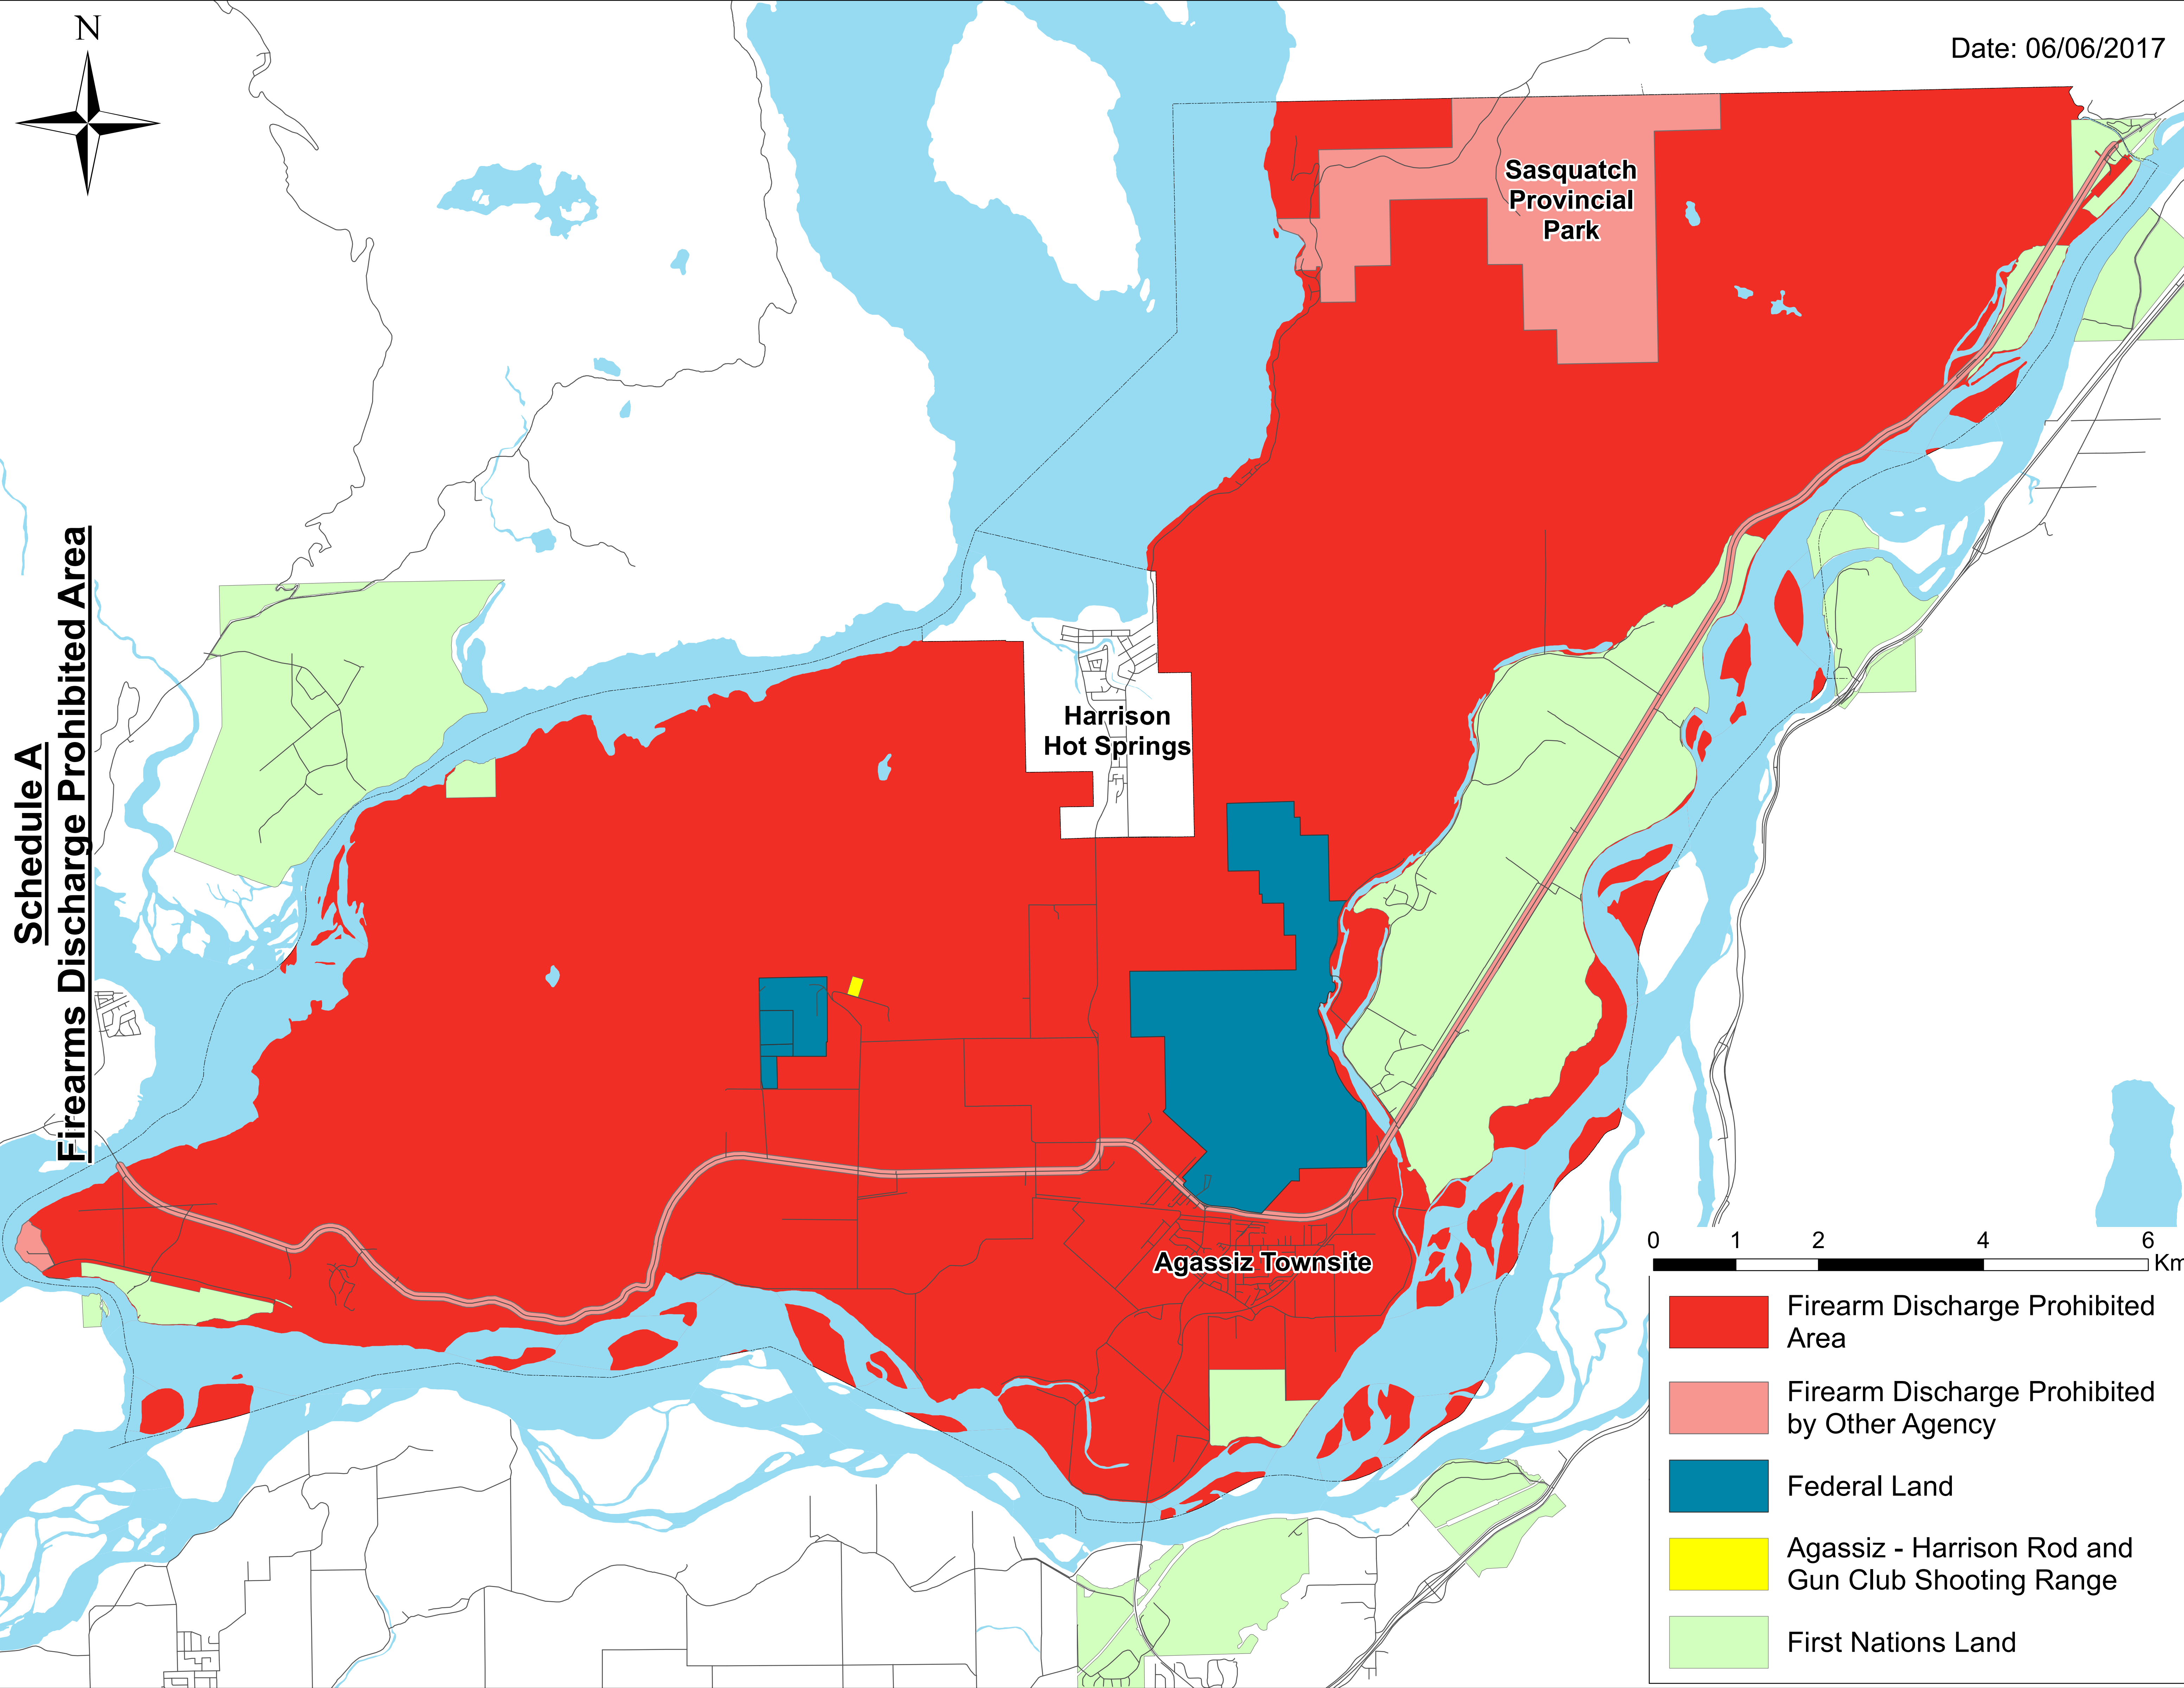 N
Date: 06/06/2017
Schedule A
Firearms Discharge Prohibited Area
Sasquatch
Provincial
Park
Harrison
Hot Springs
Agassiz Townsite
0 1 2 4 6
Km
Firearm Discharge Prohibited
Area
Firearm Discharge Prohibited
by Other Agency
Federal Land
Agassiz - Harrison Rod and
Gun Club Shooting Range
First Nations Land